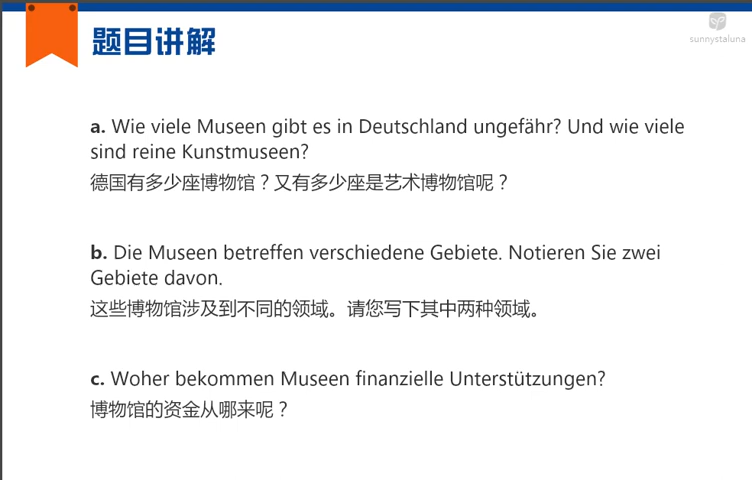 题目讲解
sunnystaluna
a. Wie viele Museen gibt es in Deutschland ungefähr? Und wie viele
sind reine Kunstmuseen?
德国有多少座博物馆？又有多少座是艺术博物馆呢？
b. Die Museen betreffen verschiedene Gebiete. Notieren Sie zwei
Gebiete davon.
这些博物馆涉及到不同的领域。请您写下其中两种领域。
c. Woher bekommen Museen finanzielle Unterstützungen?
博物馆的资金从哪来呢？